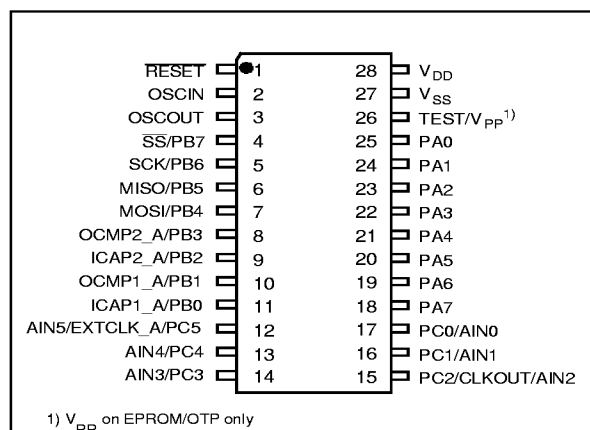 RESET 1 28 VDD
OSCIN 2 27 VSS
OSCOUT 3 26 TEST/VPP1)
SS/PB7 4 25 PA0
SCK/PB6 5 24 PA1
MISO/PB5 6 23 PA2
MOSI/PB4 7 22 PA3
OCMP2_A/PB3 8 21 PA4
ICAP2_A/PB2 9 20 PA5
OCMP1_A/PB1 10 19 PA6
ICAP1_A/PB0 11 18 PA7
AIN5/EXTCLK_A/PC5 12 17 PC0/AIN0
AIN4/PC4 13 16 PC1/AIN1
AIN3/PC3 14 15 PC2/CLKOUT/AIN2
1) VPP on EPROM/OTP only